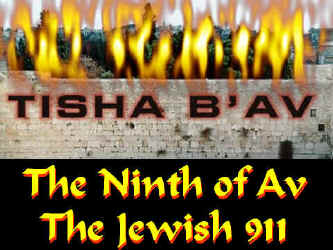 TISHA B'AV
The Ninth of Av
The Jewish 911